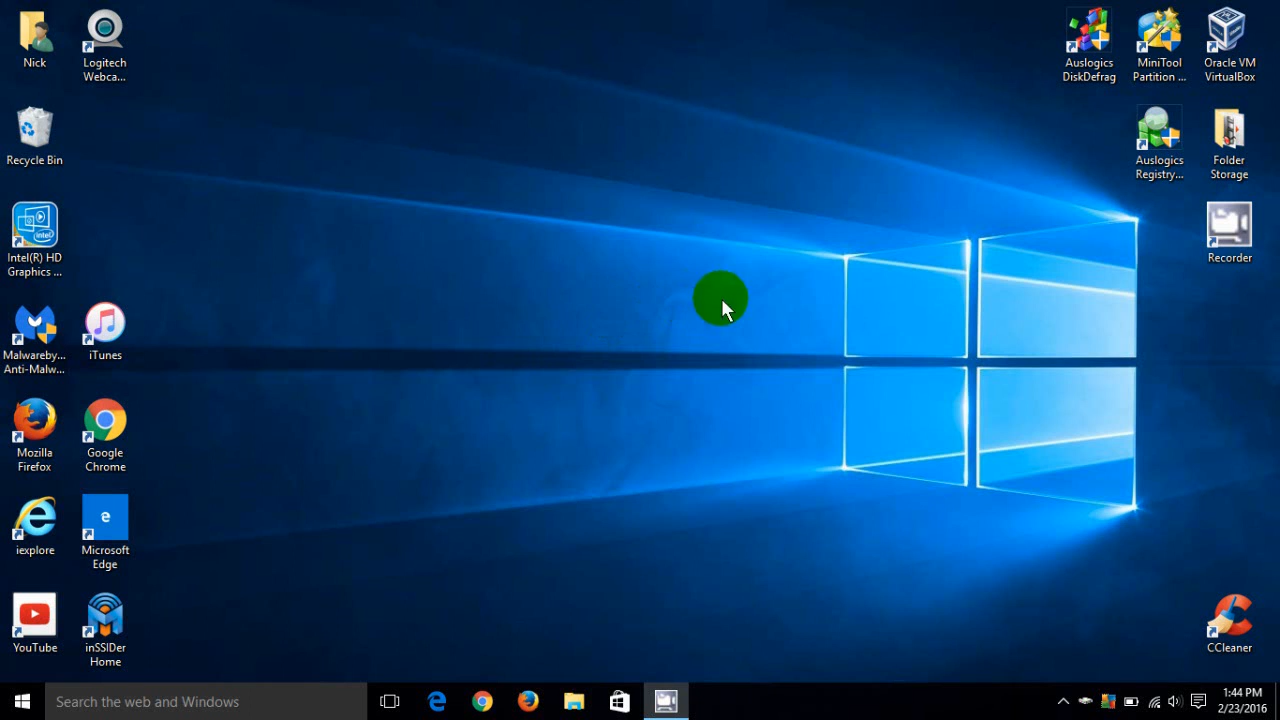 Nick
Logitech
Webca...
Recycle Bin
Intel(R) HD
Graphics ...
Malwareby...
Anti-Malw...
iTunes
Mozilla
Firefox
Google
Chrome
iexplore
Microsoft
Edge
YouTube
inSSIDer
Home
Auslogics
DiskDefrag
MiniTool
Partition ...
Oracle VM
VirtualBox
Auslogics
Registry...
Folder
Storage
Recorder
CCleaner
Search the web and Windows
1:44 PM
2/23/2016